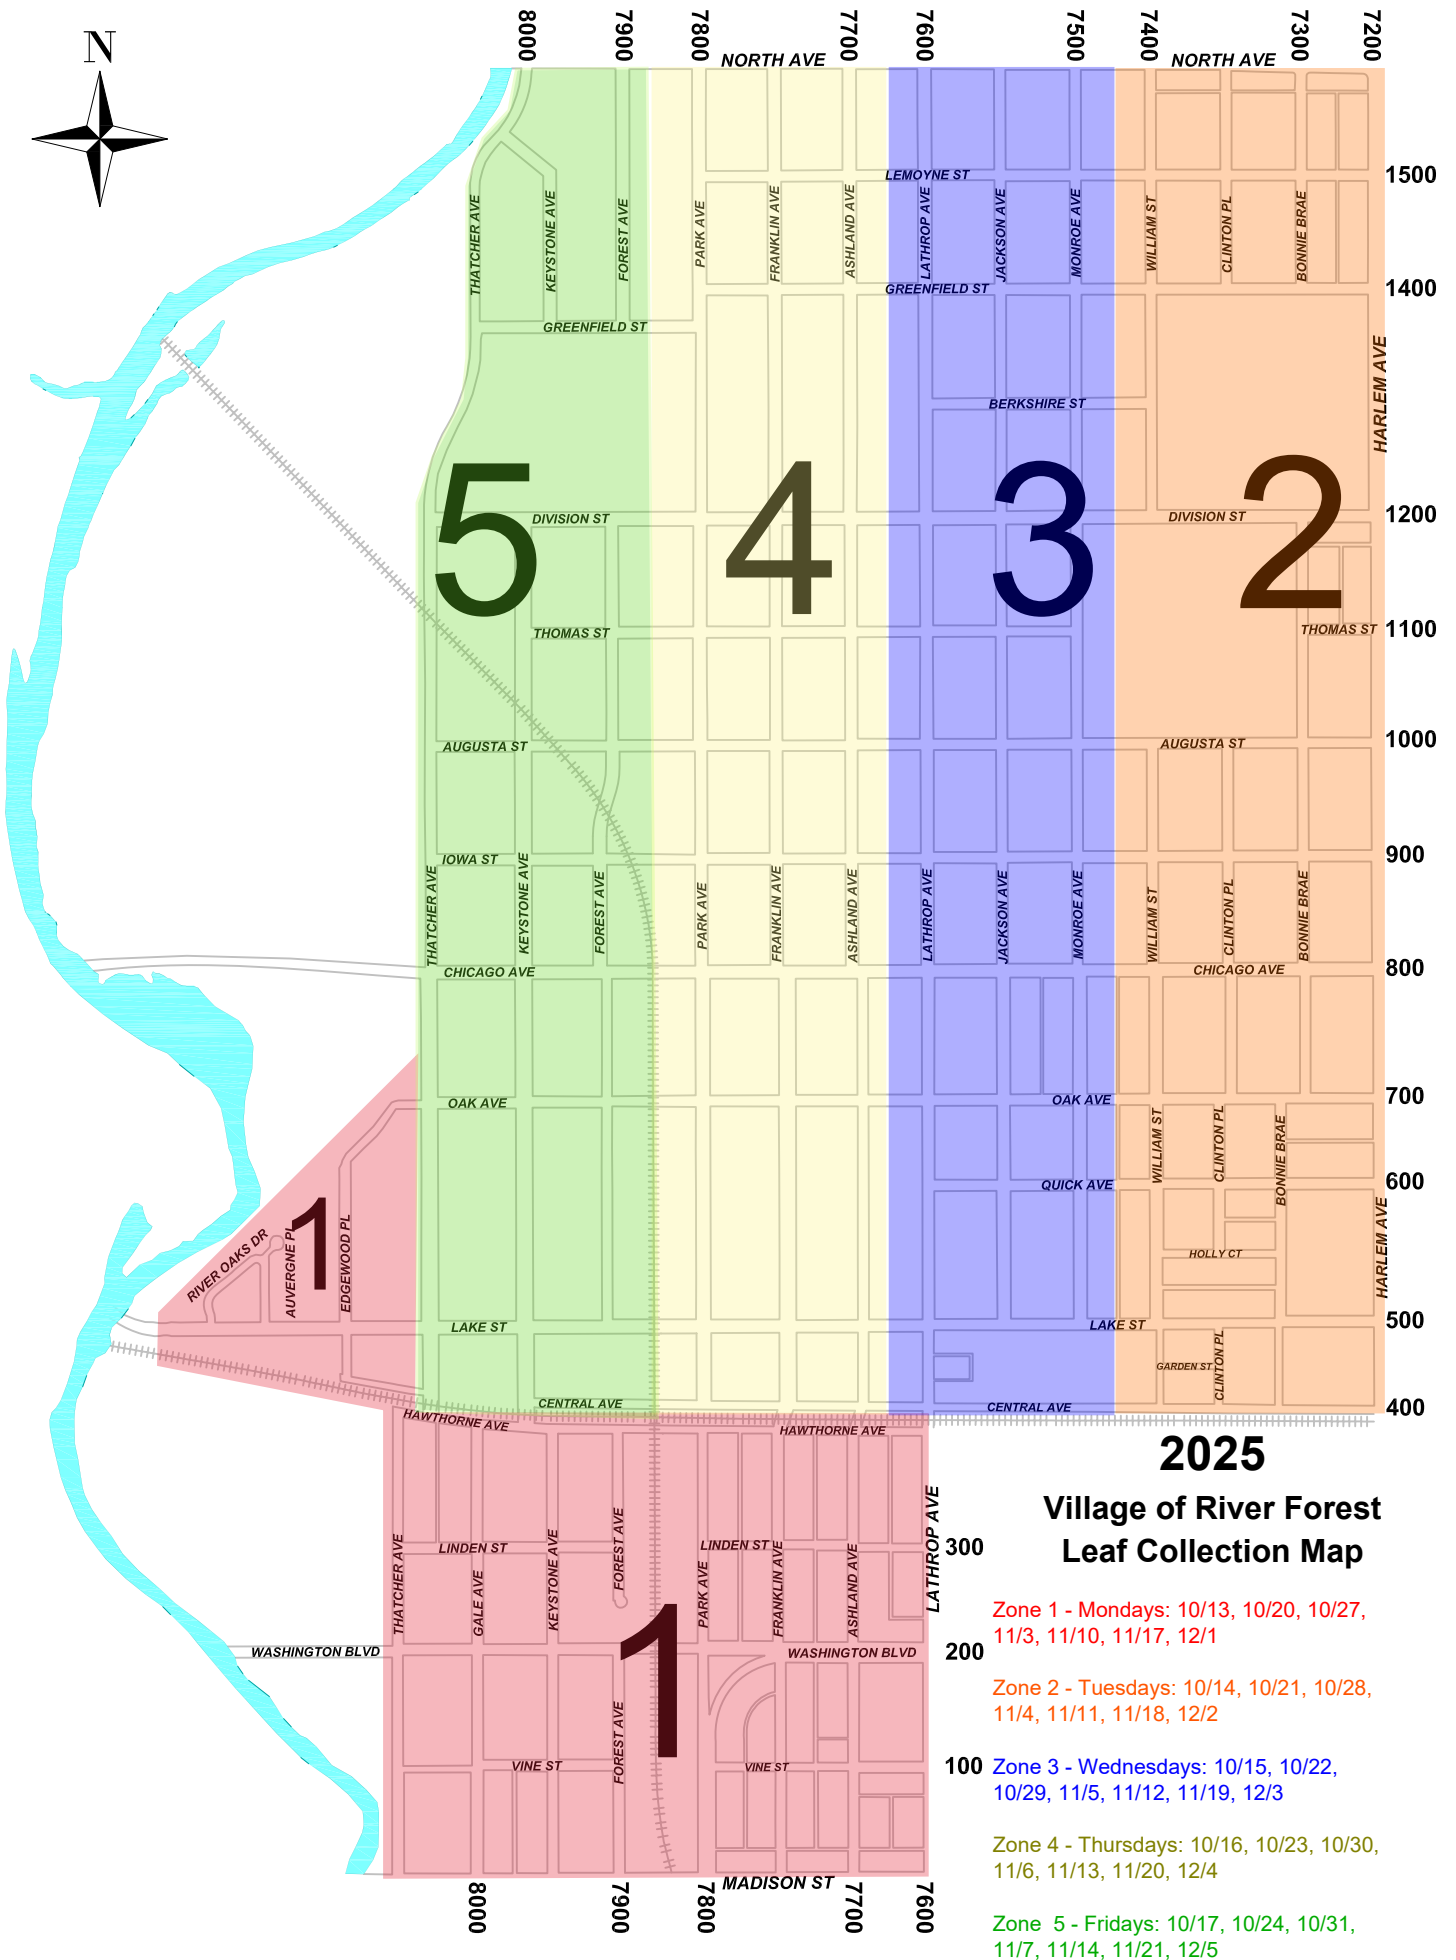 N
8000
7900
7800
7700
7600
7500
7400
7300
7200
NORTH AVE
NORTH AVE
LEMOYNE ST
1500
THATCHER AVE
KEYSTONE AVE
FOREST AVE
PARK AVE
FRANKLIN AVE
ASHLAND AVE
LATHROP AVE
JACKSON AVE
MONROE AVE
WILLIAM ST
CLINTON PL
BONNIE BRAE
GREENFIELD ST
1400
GREENFIELD ST
HARLEM AVE
BERKSHIRE ST
5
4
3
2
DIVISION ST
DIVISION ST
1200
THOMAS ST
THOMAS ST
1100
AUGUSTA ST
AUGUSTA ST
1000
IOWA ST
900
THATCHER AVE
KEYSTONE AVE
FOREST AVE
PARK AVE
FRANKLIN AVE
ASHLAND AVE
LATHROP AVE
JACKSON AVE
MONROE AVE
WILLIAM ST
CLINTON PL
BONNIE BRAE
CHICAGO AVE
CHICAGO AVE
800
OAK AVE
OAK AVE
700
WILLIAM ST
CLINTON PL
BONNIE BRAE
QUICK AVE
600
RIVER OAKS DR
AUVERGNE PL
1
EDGEWOOD PL
HOLLY CT
HARLEM AVE
LAKE ST
LAKE ST
500
GARDEN ST
CLINTON PL
CENTRAL AVE
CENTRAL AVE
400
HAWTHORNE AVE
HAWTHORNE AVE
2025
Village of River Forest
Leaf Collection Map
LINDEN ST
LINDEN ST
300
THATCHER AVE
GALE AVE
KEYSTONE AVE
FOREST AVE
PARK AVE
FRANKLIN AVE
ASHLAND AVE
LATHROP AVE
1
WASHINGTON BLVD
WASHINGTON BLVD
200
FOREST AVE
VINE ST
VINE ST
100
MADISON ST
8000
7900
7800
7700
7600
Zone 1 - Mondays: 10/13, 10/20, 10/27,
11/3, 11/10, 11/17, 12/1
Zone 2 - Tuesdays: 10/14, 10/21, 10/28,
11/4, 11/11, 11/18, 12/2
Zone 3 - Wednesdays: 10/15, 10/22,
10/29, 11/5, 11/12, 11/19, 12/3
Zone 4 - Thursdays: 10/16, 10/23, 10/30,
11/6, 11/13, 11/20, 12/4
Zone  5 - Fridays: 10/17, 10/24, 10/31,
11/7, 11/14, 11/21, 12/5